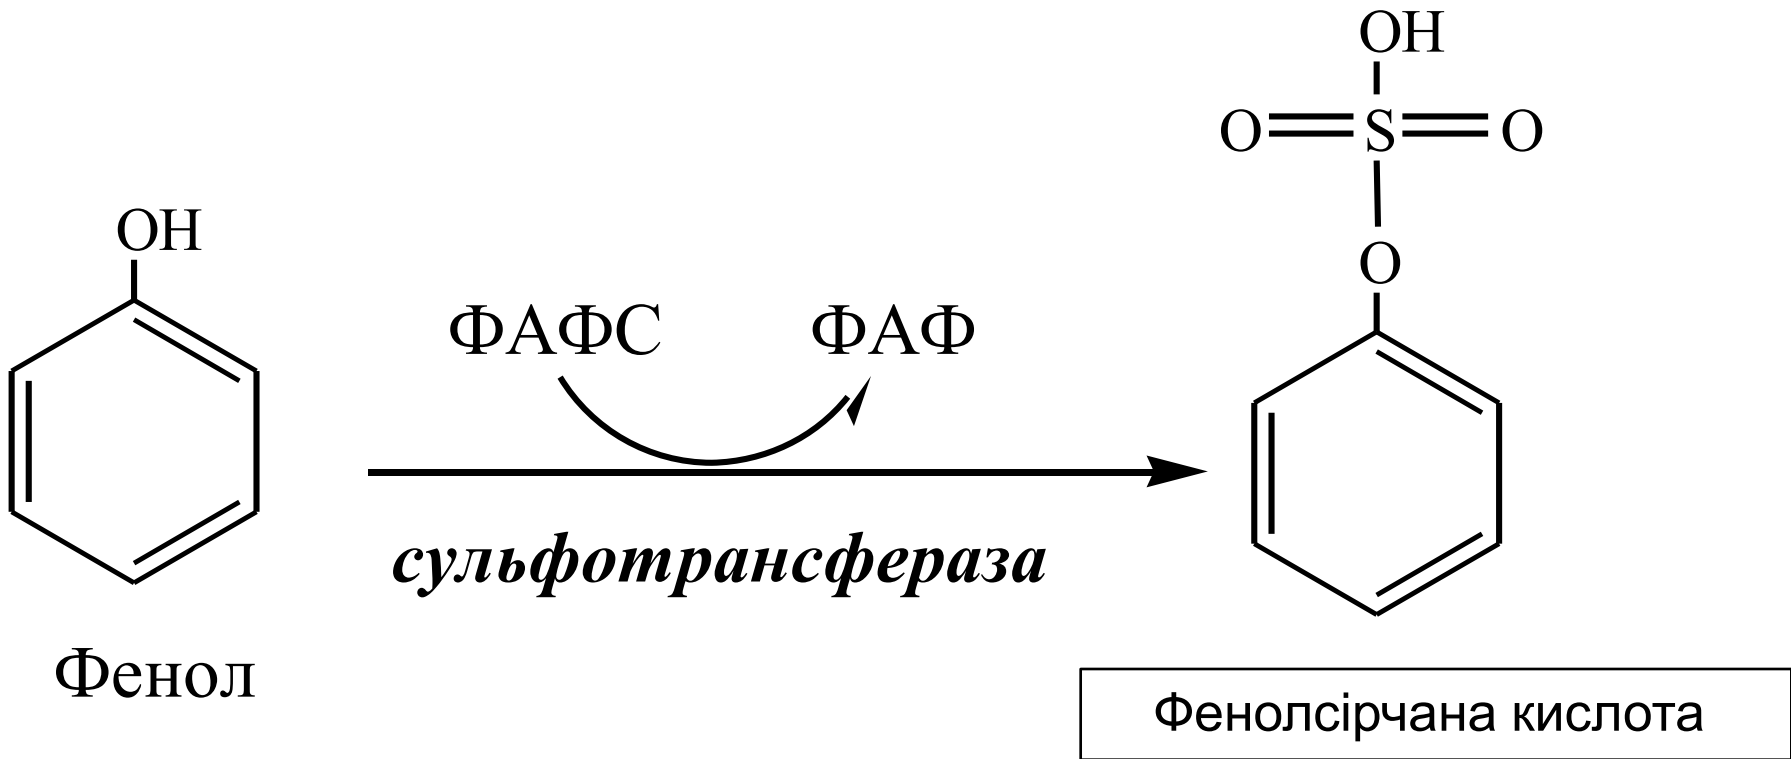 OH
O
S
O
O
OH
ФАФС
ФАФ
сульфотрансфераза
Фенол
Фенолсірчана кислота